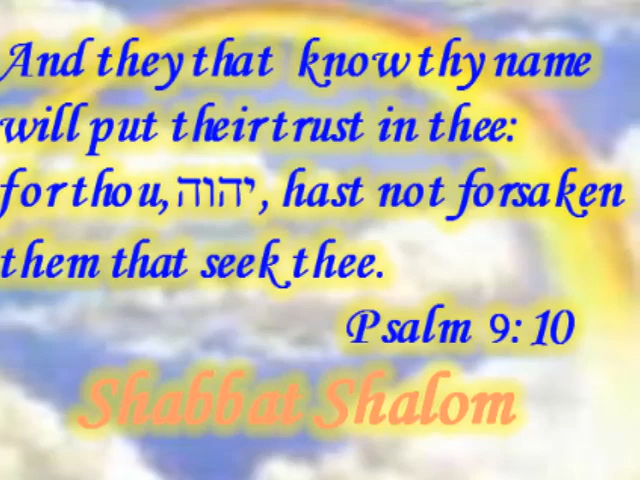 And they that know thy name
will put their trust in thee:
for thou, יהוה, hast not forsaken
them that seek thee.
Psalm 9:10
Shabbat Shalom